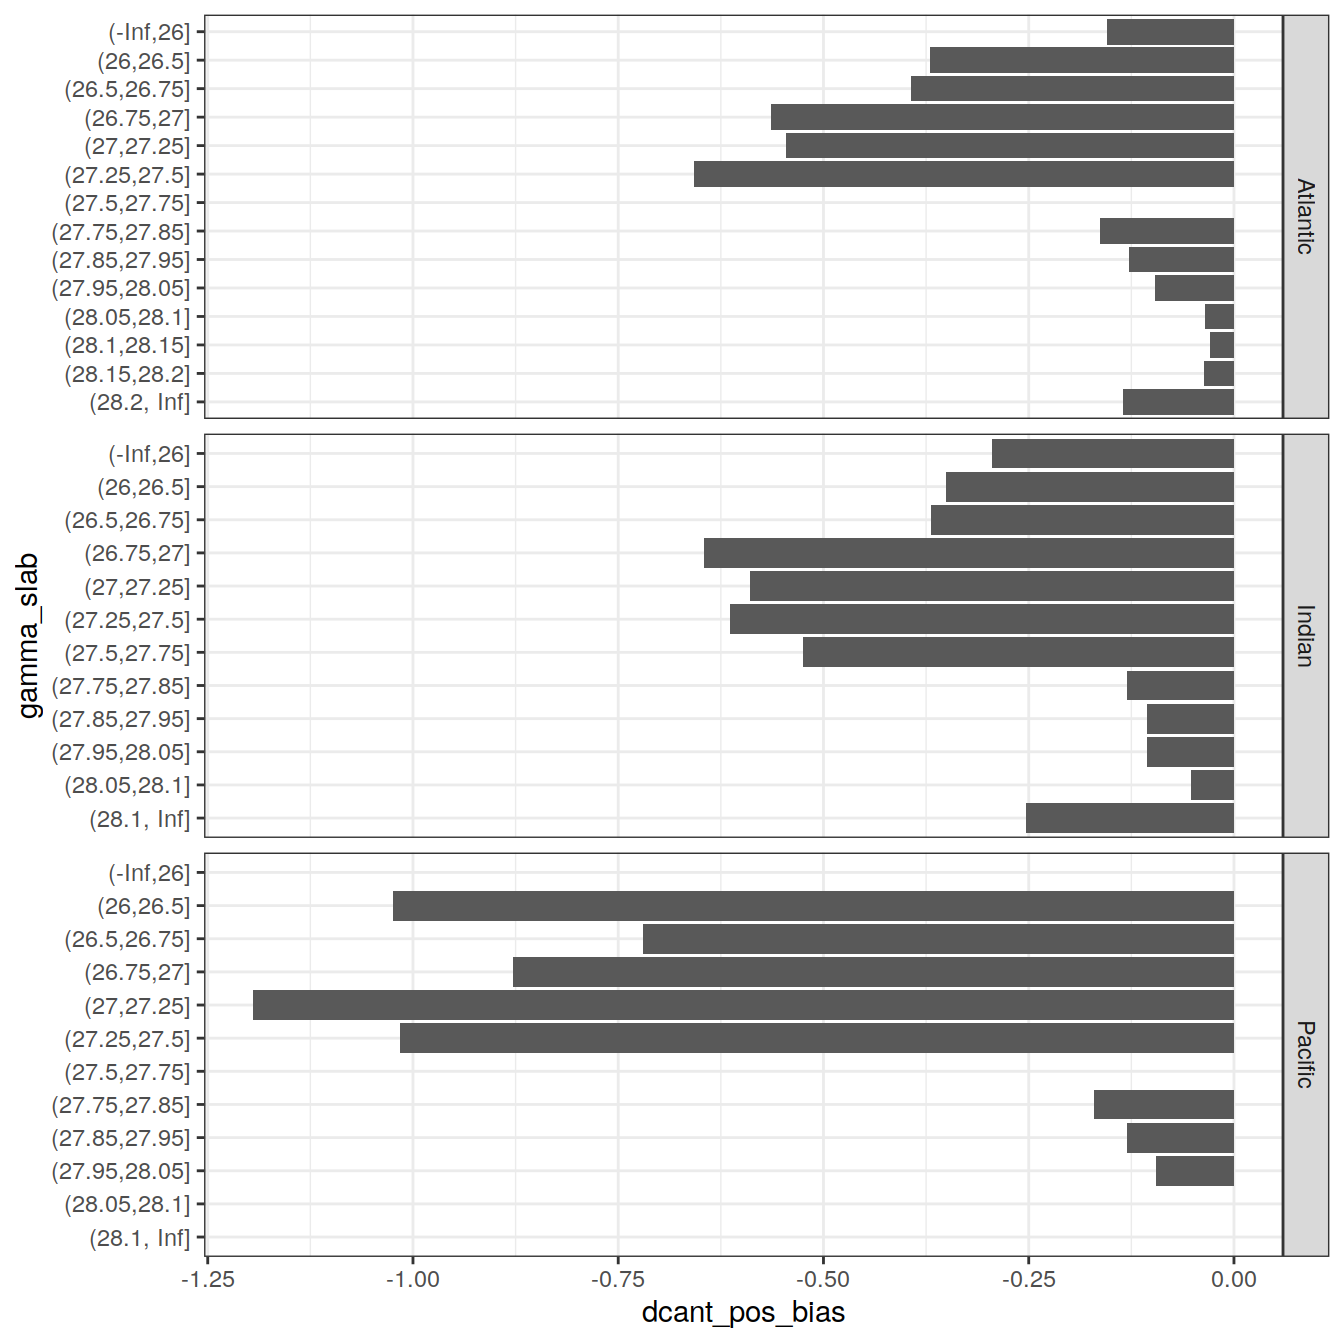 (-Inf,26]
(26,26.5]
(26.5,26.75]
(26.75,27]
(27,27.25]
(27.25,27.5]
(27.5,27.75]
(27.75,27.85]
(27.85,27.95]
(27.95,28.05]
(28.05,28.1]
(28.1,28.15]
(28.15,28.2]
(28.2, Inf]
Atlantic
(-Inf,26]
(26,26.5]
(26.5,26.75]
(26.75,27]
(27,27.25]
(27.25,27.5]
(27.5,27.75]
(27.75,27.85]
(27.85,27.95]
(27.95,28.05]
(28.05,28.1]
(28.1, Inf]
Indian
gamma_slab
(-Inf,26]
(26,26.5]
(26.5,26.75]
(26.75,27]
(27,27.25]
(27.25,27.5]
(27.5,27.75]
(27.75,27.85]
(27.85,27.95]
(27.95,28.05]
(28.05,28.1]
(28.1, Inf]
Pacific
-1.25 -1.00 -0.75 -0.50 -0.25 0.00
dcant_pos_bias